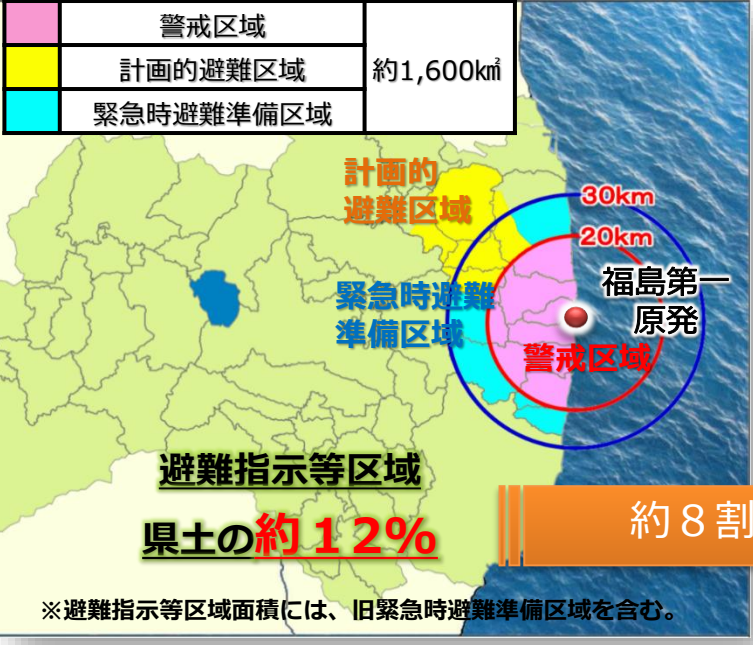 警戒区域
計画的避難区域
約1,600㎢
緊急時避難準備区域
計画的
避難区域
30km
20km
福島第一
原発
緊急時避難
準備区域
警戒区域
避難指示等区域
県土の約１２%
約８割
※避難指示等区域面積には、旧緊急時避難準備区域を含む。